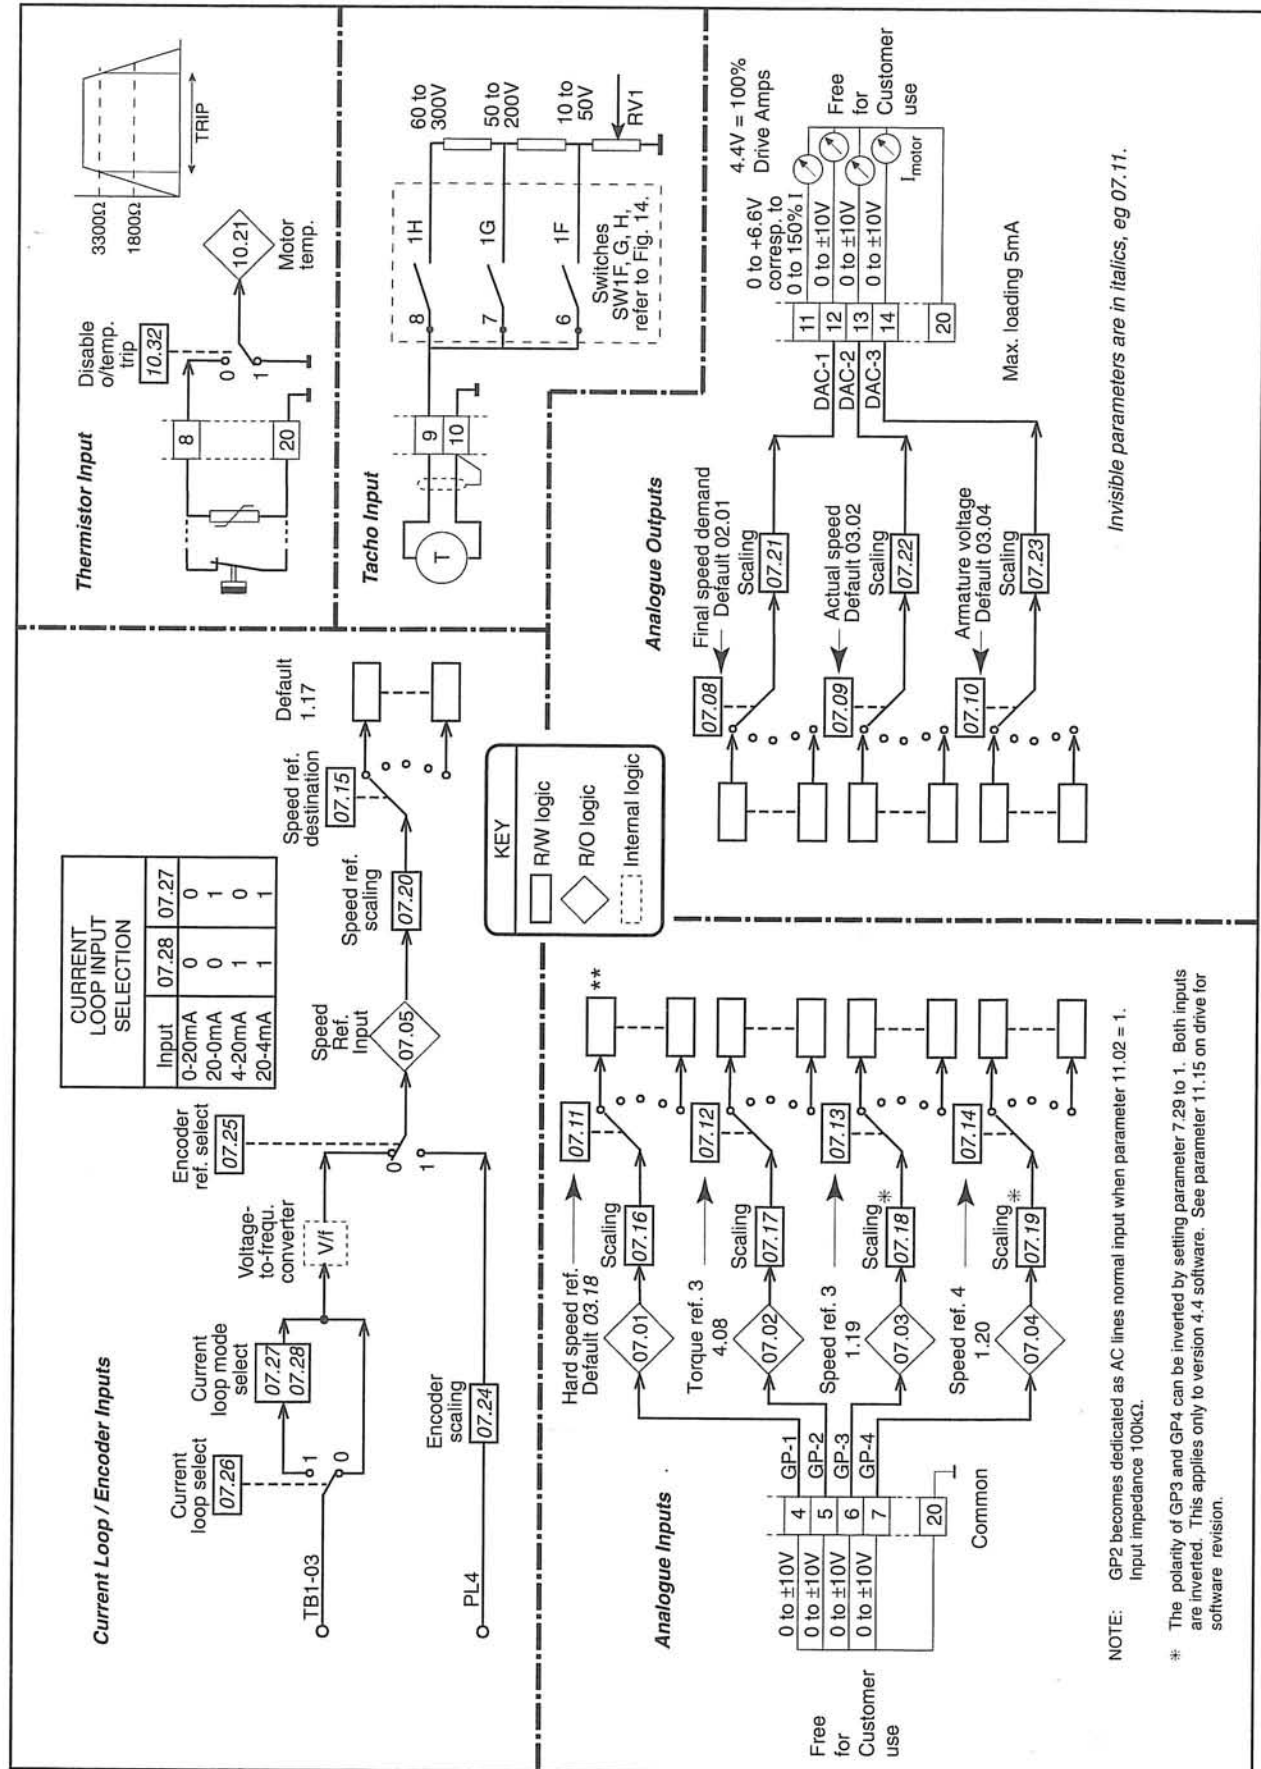 Current Loop / Encoder Inputs
TB1-03
PL4
Current
loop select
07.26
1
0
Current
loop mode
select
07.27
07.28
Voltage-
to-frequ.
converter
V/f
Encoder
scaling
07.24
Encoder
ref. select
07.25
0
1
Speed
Ref.
Input
07.05
Speed ref.
scaling
07.20
Speed ref.
destination
07.15
Default
1.17
CURRENT
LOOP INPUT
SELECTION
Input 07.28 07.27
0-20mA 0 0
20-0mA 0 1
4-20mA 1 0
20-4mA 1 1
Thermistor Input
8
20
Disable
o/temp.
trip
10.32
0
1
10.21
Motor
temp.
3300Ω
1800Ω
TRIP
Tacho Input
T
9
10
8
1H
7
1G
6
1F
Switches
SW1F, G, H,
refer to Fig. 14.
60 to
300V
50 to
200V
10 to
50V
RV1
KEY
R/W logic
R/O logic
Internal logic
Analogue Inputs
Free
for
Customer
use
0 to ±10V
0 to ±10V
0 to ±10V
0 to ±10V
4
5
6
7
20
Common
GP-1
GP-2
GP-3
GP-4
Hard speed ref.
Default 03.18
07.01
Scaling
07.16
07.11
**
Torque ref. 3
4.08
07.02
Scaling
07.17
07.12
Speed ref. 3
1.19
07.03
Scaling
07.18
※
07.13
Speed ref. 4
1.20
07.04
Scaling
07.19
※
07.14
NOTE: GP2 becomes dedicated as AC lines normal input when parameter 11.02 = 1.
Input impedance 100kΩ.
※ The polarity of GP3 and GP4 can be inverted by setting parameter 7.29 to 1. Both inputs
are inverted. This applies only to version 4.4 software. See parameter 11.15 on drive for
software revision.
Analogue Outputs
07.08
Final speed demand
Default 02.01
Scaling
07.21
07.09
Actual speed
Default 03.02
Scaling
07.22
07.10
Armature voltage
Default 03.04
Scaling
07.23
DAC-1
DAC-2
DAC-3
11
12
13
14
20
0 to +6.6V
corresp. to
0 to 150% I
0 to ±10V
0 to ±10V
0 to ±10V
4.4V = 100%
Drive Amps
Free
for
Customer
use
Imotor
Max. loading 5mA
Invisible parameters are in italics, eg 07.11.